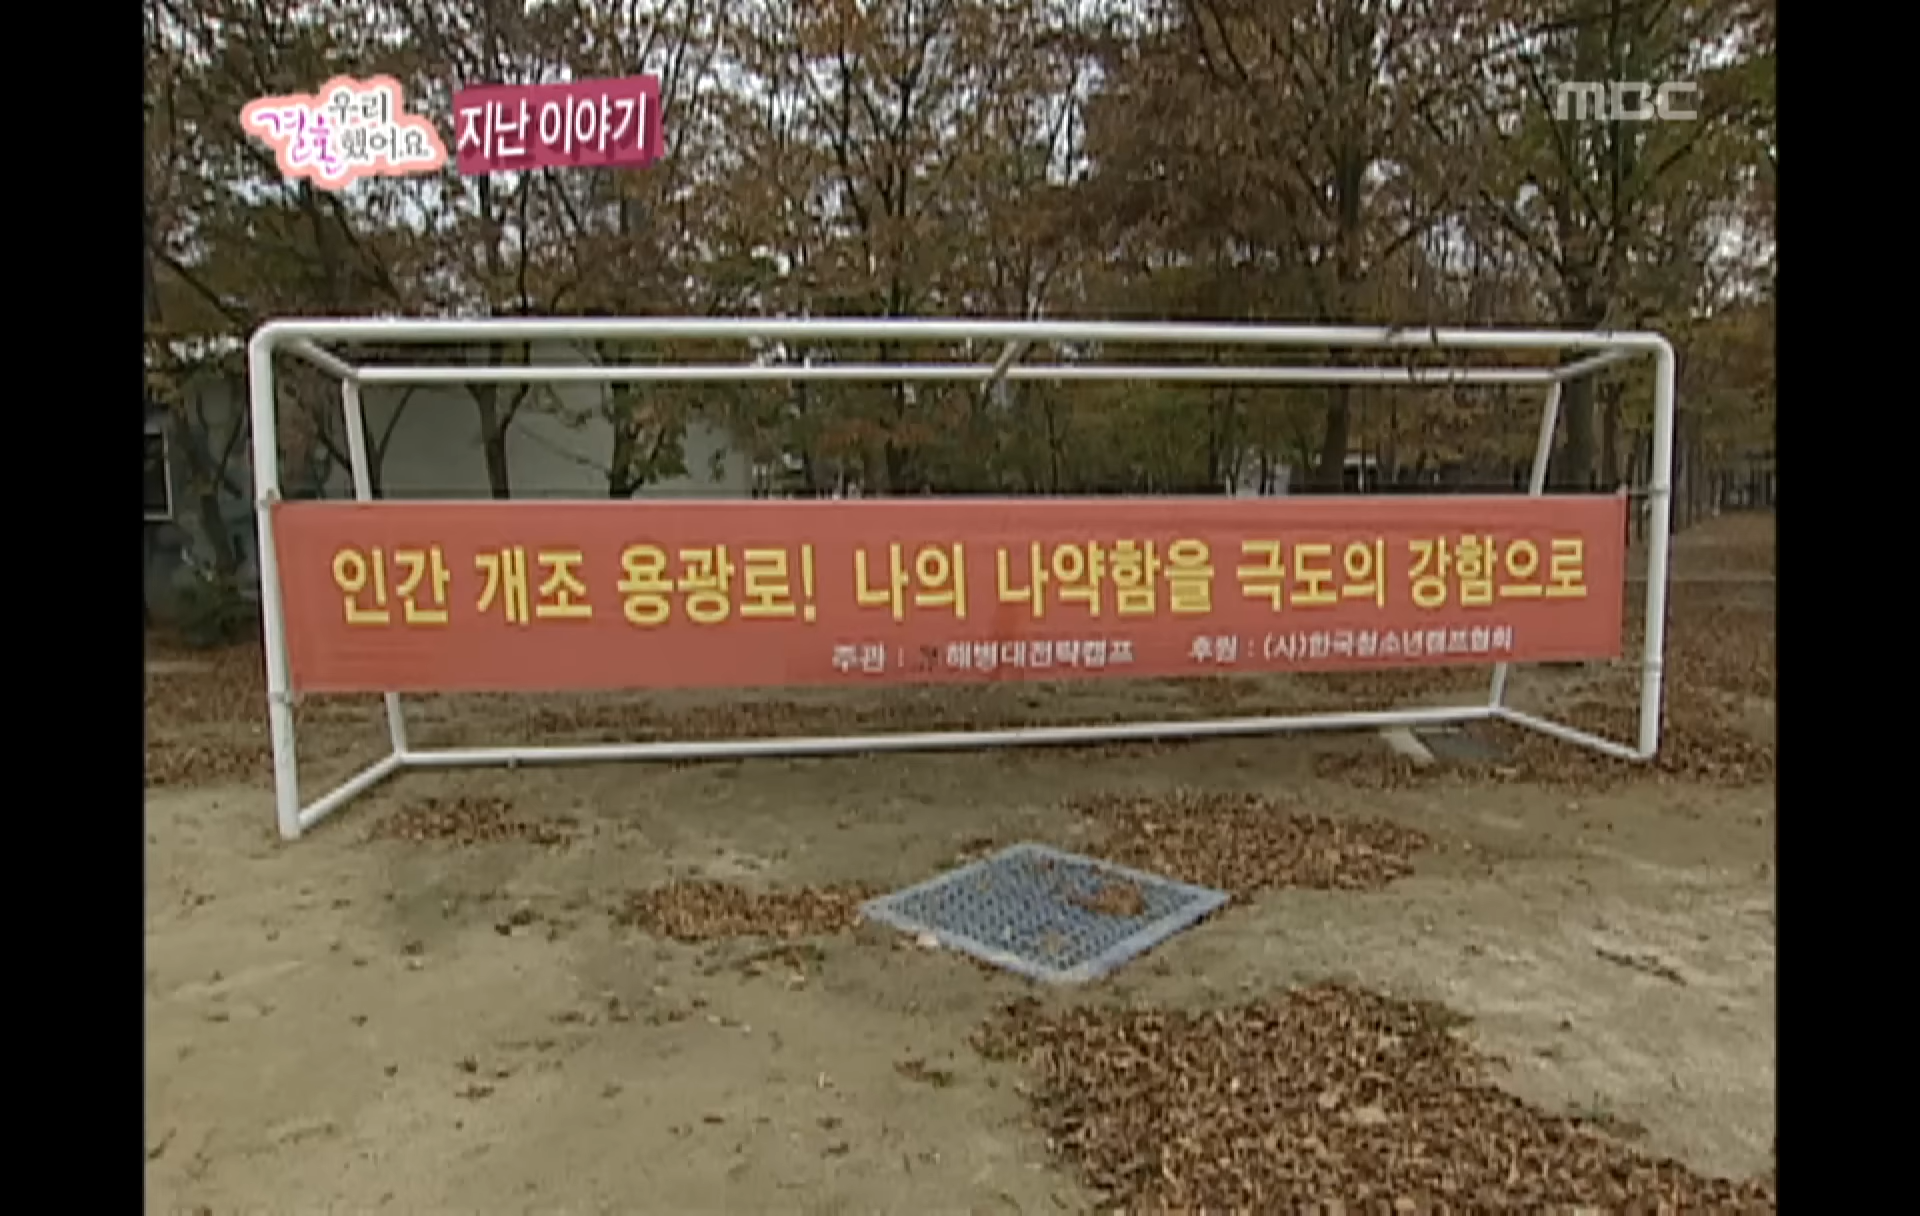 우리
결혼
했어요
지난 이야기
MBC
인간 개조 용광로! 나의 나약함을 극도의 강함으로
주관 : 해병대전략캠프 후원 : (사)한국청소년캠프협회